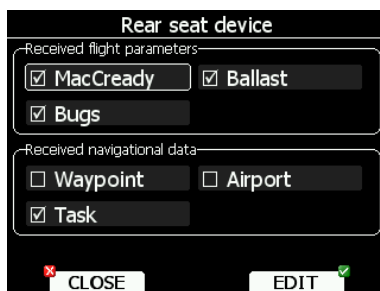 Rear seat device
Received flight parameters
MacCready Ballast
Bugs
Received navigational data
Waypoint Airport
Task
CLOSE EDIT